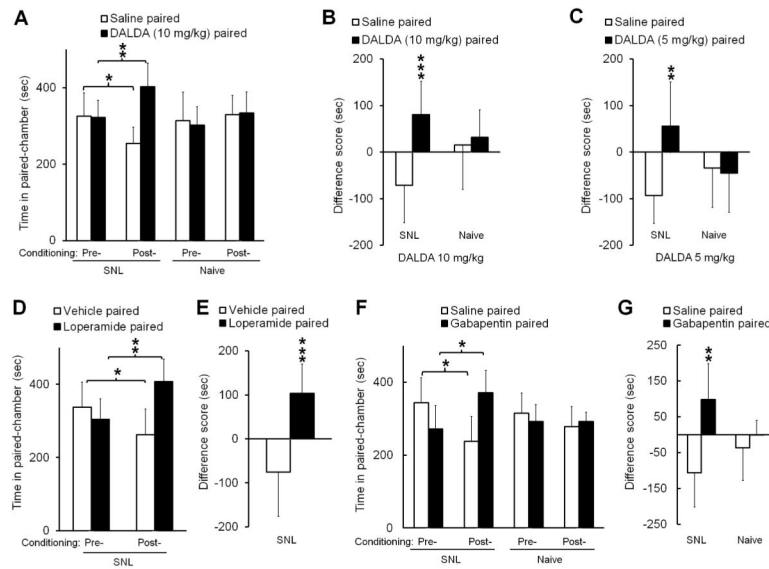 A
Saline paired
DALDA (10 mg/kg) paired
Time in paired-chamber (sec)
400
200
0
*
**
Conditioning: Pre- Post- Pre- Post-
SNL Naive
B
Saline paired
DALDA (10 mg/kg) paired
Difference score (sec)
200
100
0
-100
-200
***
SNL Naive
DALDA 10 mg/kg
C
Saline paired
DALDA (5 mg/kg) paired
Difference score (sec)
200
100
0
-100
-200
**
SNL Naive
DALDA 5 mg/kg
D
Vehicle paired
Loperamide paired
Time in paired-chamber (sec)
400
200
0
*
**
Conditioning: Pre- Post-
SNL
E
Vehicle paired
Loperamide paired
Difference score (sec)
200
100
0
-100
-200
***
SNL
F
Saline paired
Gabapentin paired
Time in paired-chamber (sec)
400
200
0
*
*
Conditioning: Pre- Post- Pre- Post-
SNL Naive
G
Saline paired
Gabapentin paired
Difference score (sec)
250
150
50
-50
-150
-250
**
SNL Naive